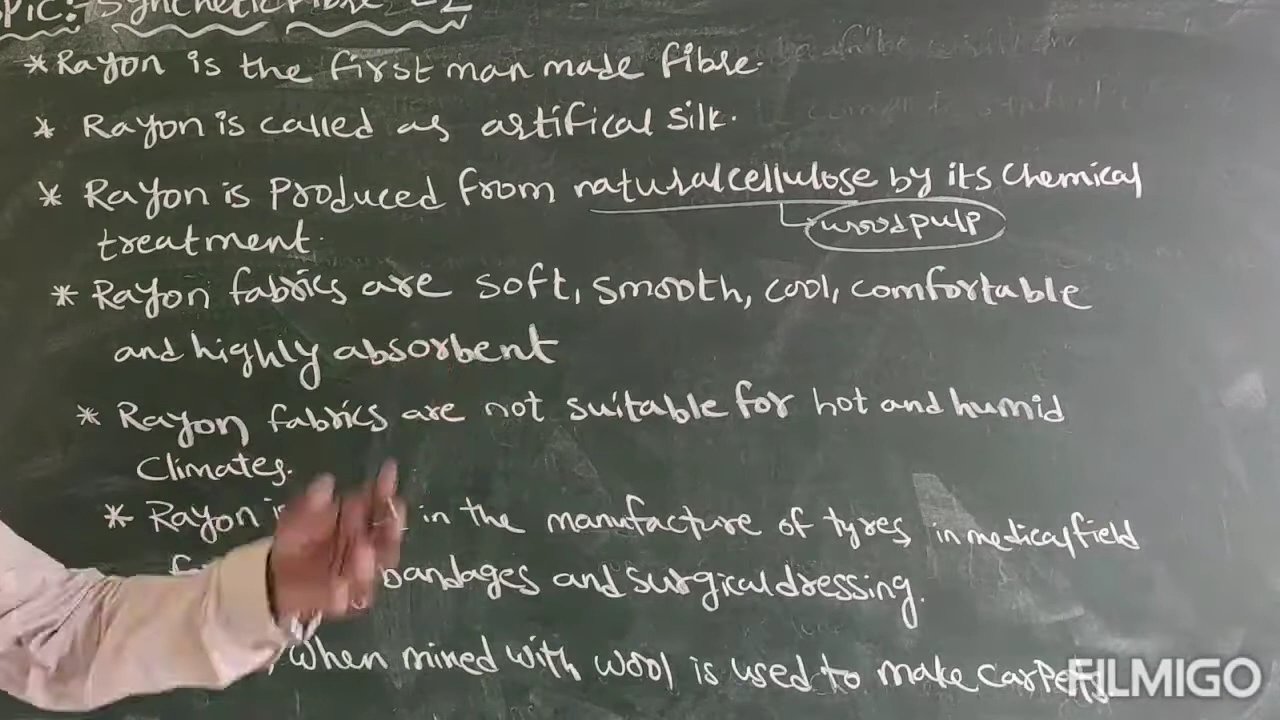 PIC:- Synthetic Fibre -2
*Rayon is the first man made fibre.
* Rayon is called as artifical silk.
* Rayon is produced from natural cellulose by its chemical
woodpulp
treatment.
* Rayon fabrics are soft, smooth, cool, comfortable
and highly absorbent
* Rayon fabrics are not suitable for hot and humid
Climates.
* Rayon in the manufacture of tyres, in medical field
bandages and surgical dressing.
, when mixed with wool is used to make carpets
FILMIGO